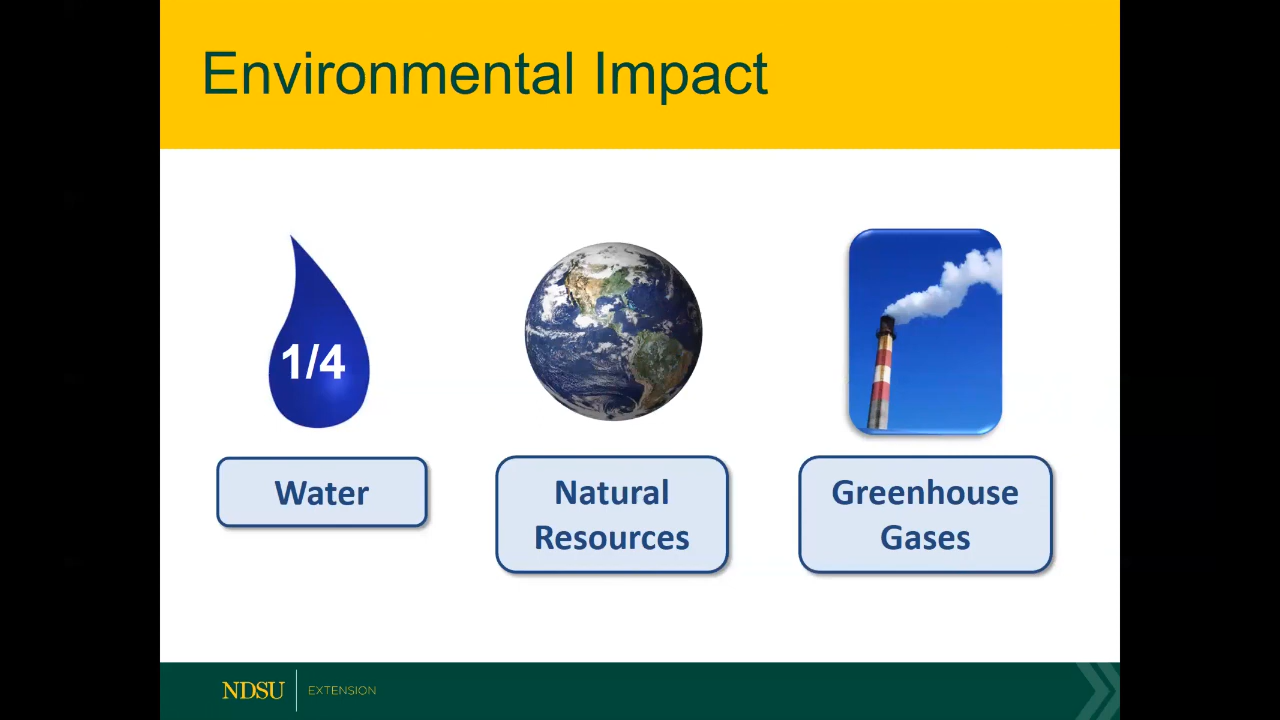 Environmental Impact
1/4
Water
Natural
Resources
Greenhouse
Gases
NDSU EXTENSION